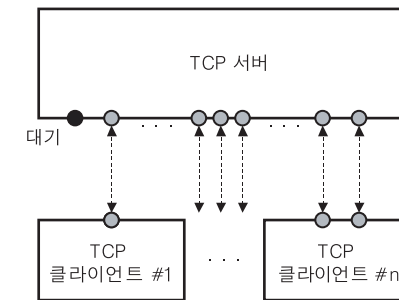 TCP 서버
대기
. . .
. . .
TCP
클라이언트 #1
. . .
TCP
클라이언트 #n